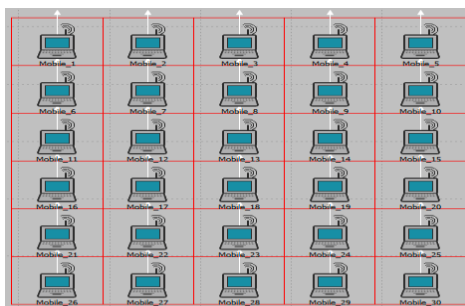 Mobile_1 Mobile_2 Mobile_3 Mobile_4 Mobile_5
Mobile_6 Mobile_7 Mobile_8 Mobile_9 Mobile_10
Mobile_11 Mobile_12 Mobile_13 Mobile_14 Mobile_15
Mobile_16 Mobile_17 Mobile_18 Mobile_19 Mobile_20
Mobile_21 Mobile_22 Mobile_23 Mobile_24 Mobile_25
Mobile_26 Mobile_27 Mobile_28 Mobile_29 Mobile_30